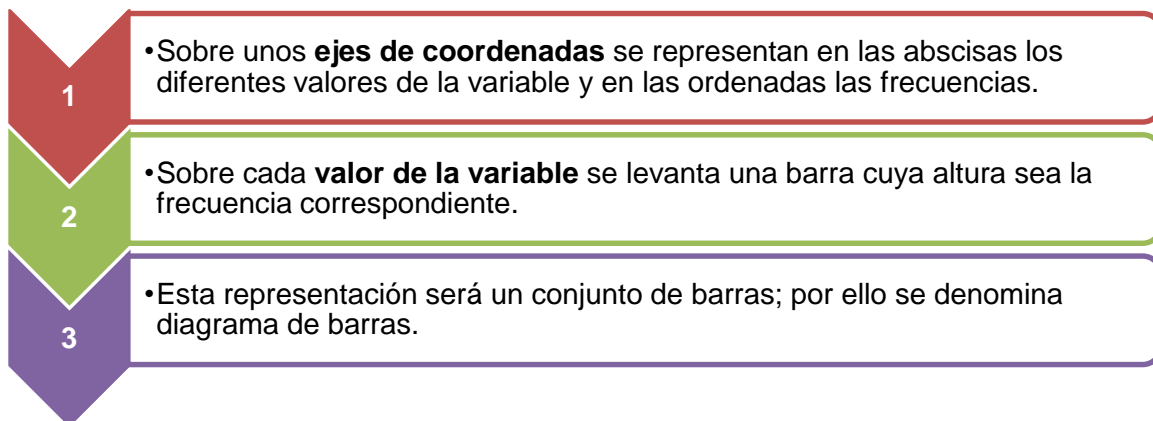 1
•Sobre unos ejes de coordenadas se representan en las abscisas los
diferentes valores de la variable y en las ordenadas las frecuencias.
2
•Sobre cada valor de la variable se levanta una barra cuya altura sea la
frecuencia correspondiente.
3
•Esta representación será un conjunto de barras; por ello se denomina
diagrama de barras.